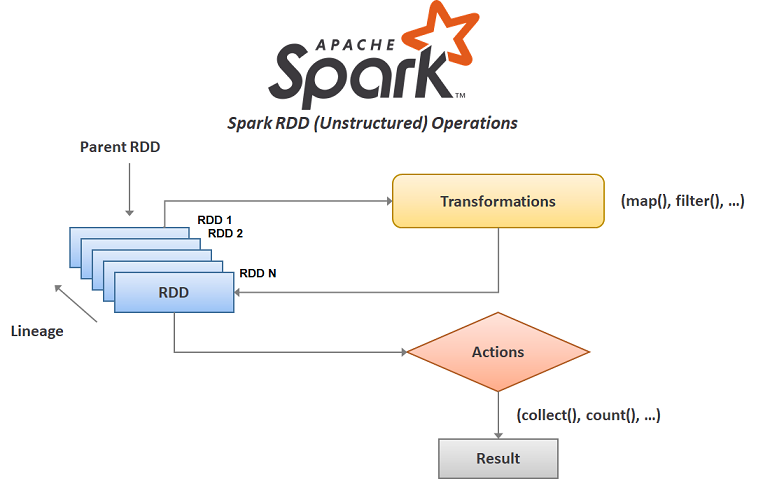 APACHE
Spark™
Spark RDD (Unstructured) Operations
Parent RDD
RDD 1
RDD 2
RDD N
RDD
Lineage
Transformations
(map(), filter(), ...)
Actions
(collect(), count(), ...)
Result